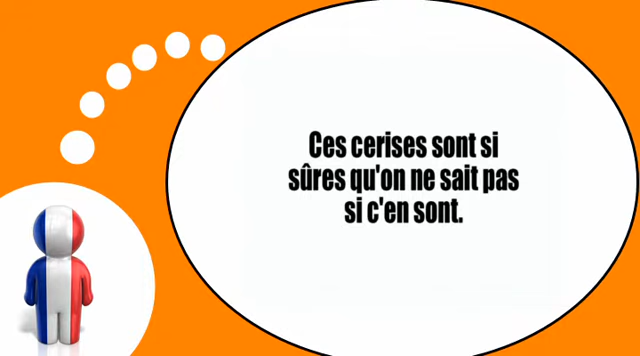 Ces cerises sont si
sûres qu'on ne sait pas
si c'en sont.